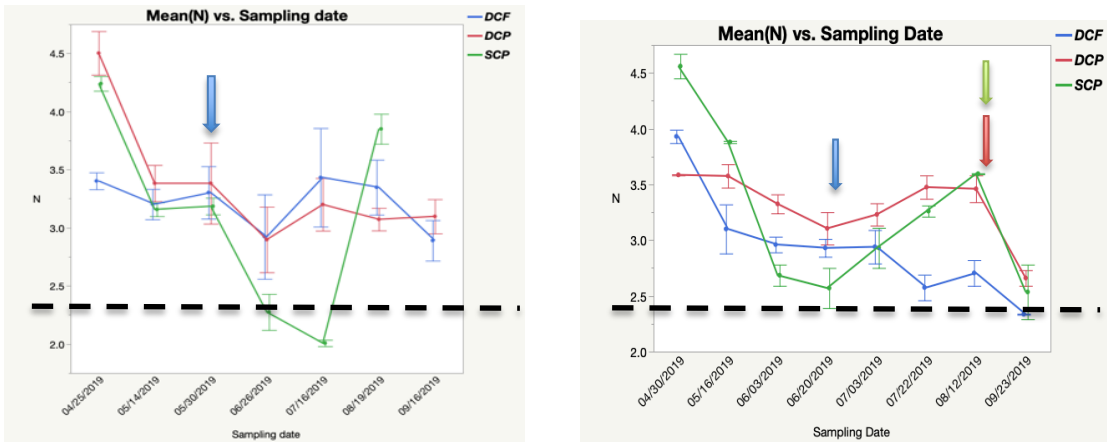 Mean(N) vs. Sampling date
DCF
DCP
SCP
4.5
4.0
3.5
3.0
2.5
2.0
N
04/25/2019
05/14/2019
05/30/2019
06/26/2019
07/16/2019
08/19/2019
09/16/2019
Sampling date
Mean(N) vs. Sampling Date
DCF
DCP
SCP
4.5
4.0
3.5
3.0
2.5
2.0
N
04/30/2019
05/16/2019
06/03/2019
06/20/2019
07/03/2019
07/22/2019
08/12/2019
09/23/2019
Sampling Date